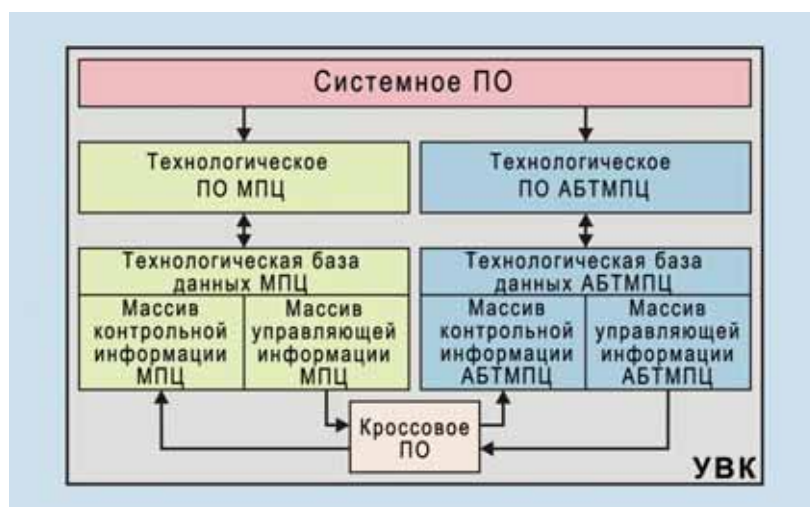 Системное ПО
Технологическое
ПО МПЦ
Технологическое
ПО АБТМПЦ
Технологическая база
данных МПЦ
Массив
контрольной
информации
МПЦ
Массив
управляющей
информации
МПЦ
Технологическая база
данных АБТМПЦ
Массив
контрольной
информации
АБТМПЦ
Массив
управляющей
информации
АБТМПЦ
Кроссовое
ПО
УВК